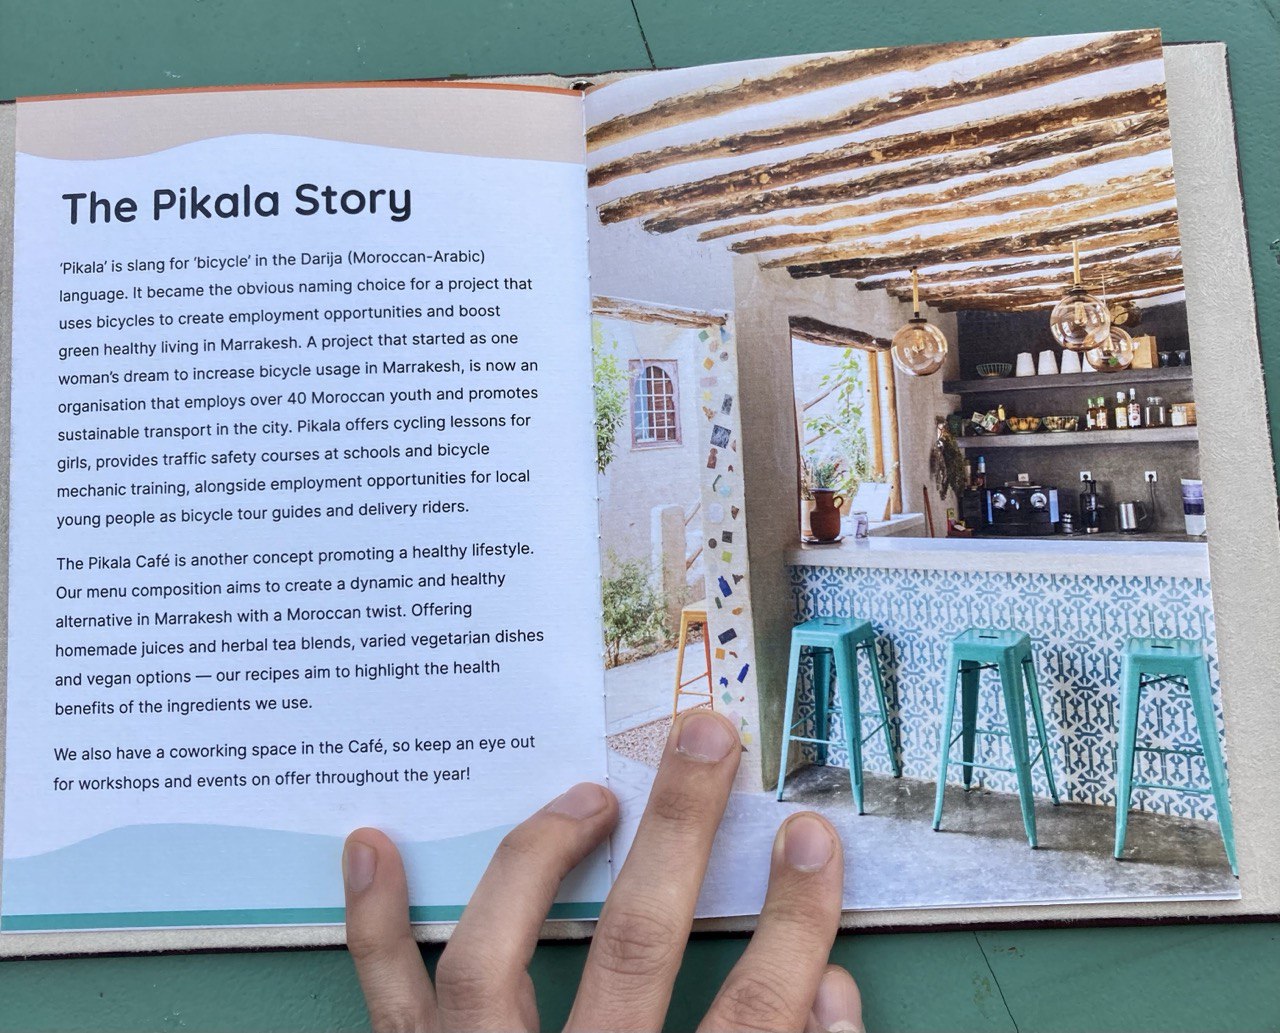 The Pikala Story
‘Pikala’ is slang for ‘bicycle’ in the Darija (Moroccan-Arabic)
language. It became the obvious naming choice for a project that
uses bicycles to create employment opportunities and boost
green healthy living in Marrakesh. A project that started as one
woman’s dream to increase bicycle usage in Marrakesh, is now an
organisation that employs over 40 Moroccan youth and promotes
sustainable transport in the city. Pikala offers cycling lessons for
girls, provides traffic safety courses at schools and bicycle
mechanic training, alongside employment opportunities for local
young people as bicycle tour guides and delivery riders.
The Pikala Café is another concept promoting a healthy lifestyle.
Our menu composition aims to create a dynamic and healthy
alternative in Marrakesh with a Moroccan twist. Offering
homemade juices and herbal tea blends, varied vegetarian dishes
and vegan options — our recipes aim to highlight the health
benefits of the ingredients we use.
We also have a coworking space in the Café, so keep an eye out
for workshops and events on offer throughout the year!